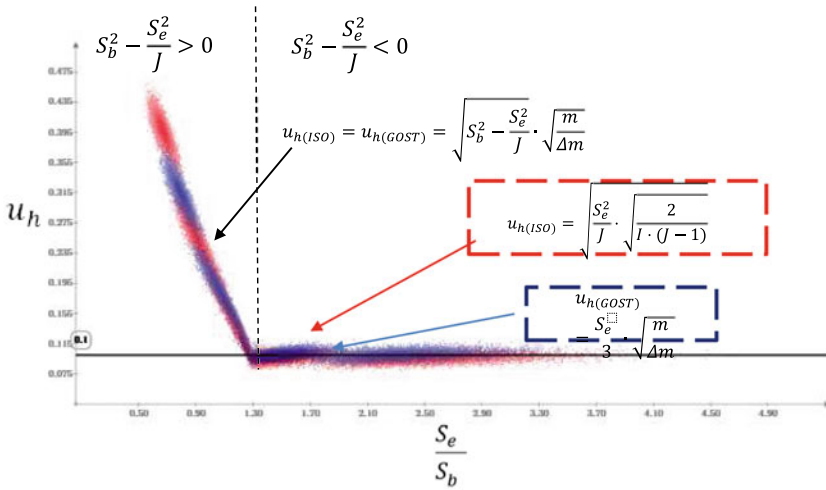 S_b^2 - S_e^2/J > 0
S_b^2 - S_e^2/J < 0
0.475
0.435
0.395
0.355
0.315
0.275
0.235
0.195
0.155
0.115
0.075
0.1
u_h
u_{h(ISO)} = u_{h(GOST)} = √(S_b^2 - S_e^2/J) · √(m/Δm)
u_{h(ISO)} = √(S_e^2/J · √(2/(I · (J - 1))))
u_{h(GOST)}
= S_e^⬚/3 · √(m/Δm)
0.50 0.90 1.30 1.70 2.10 2.50 2.90 3.30 3.70 4.10 4.50 4.90
S_e/S_b